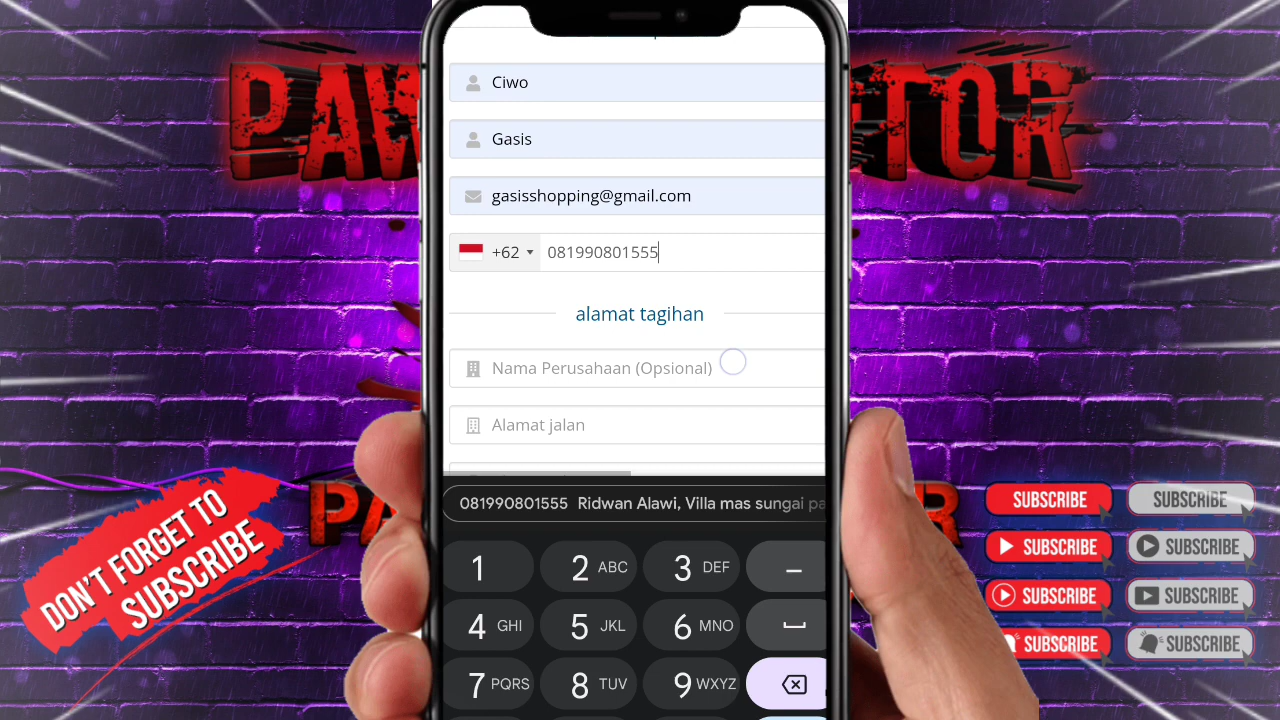 Ciwo
Gasis
gasisshopping@gmail.com
+62 081990801555
alamat tagihan
Nama Perusahaan (Opsional)
Alamat jalan
081990801555 Ridwan Alawi, Villa mas sungai pa
1 2 ABC 3 DEF –
4 GHI 5 JKL 6 MNO
7 PQRS 8 TUV 9 WXYZ
DON'T FORGET TO
SUBSCRIBE
SUBSCRIBE SUBSCRIBE
SUBSCRIBE SUBSCRIBE
SUBSCRIBE SUBSCRIBE
SUBSCRIBE SUBSCRIBE